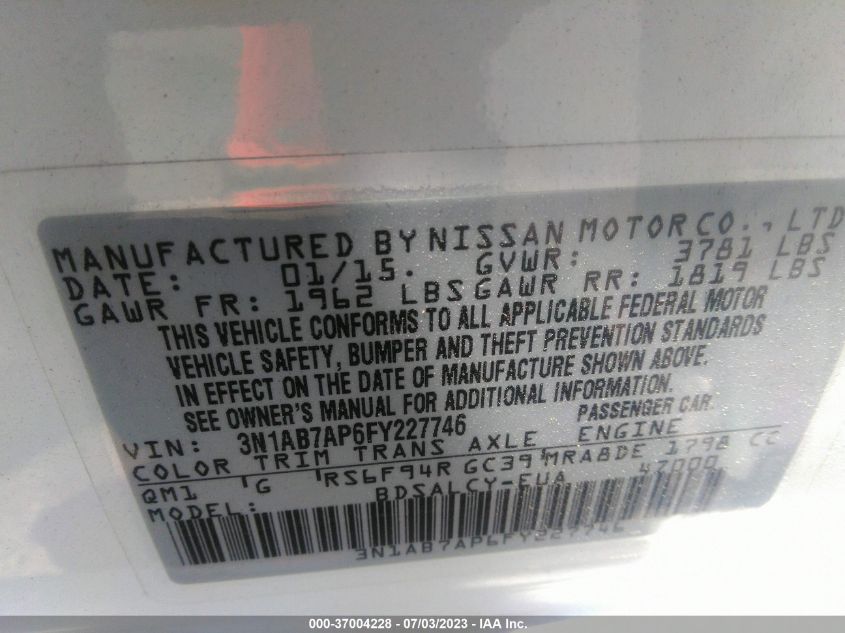 MANUFACTURED BY NISSAN MOTOR CO., LTD
DATE: 01/15. GVWR: 3781 LBS
GAWR FR: 1962 LBS GAWR RR: 1819 LBS
THIS VEHICLE CONFORMS TO ALL APPLICABLE FEDERAL MOTOR
VEHICLE SAFETY, BUMPER AND THEFT PREVENTION STANDARDS
IN EFFECT ON THE DATE OF MANUFACTURE SHOWN ABOVE.
SEE OWNER'S MANUAL FOR ADDITIONAL INFORMATION.
VIN: 3N1AB7AP6FY227746 PASSENGER CAR.
COLOR TRIM TRANS AXLE ENGINE
QM1 G RS6F94R GC39 MRA8DE 1798 CC
MODEL: BDSALCY-EUA 47000
3N1AB7AP6FY227746
000-37004228 - 07/03/2023 - IAA Inc.